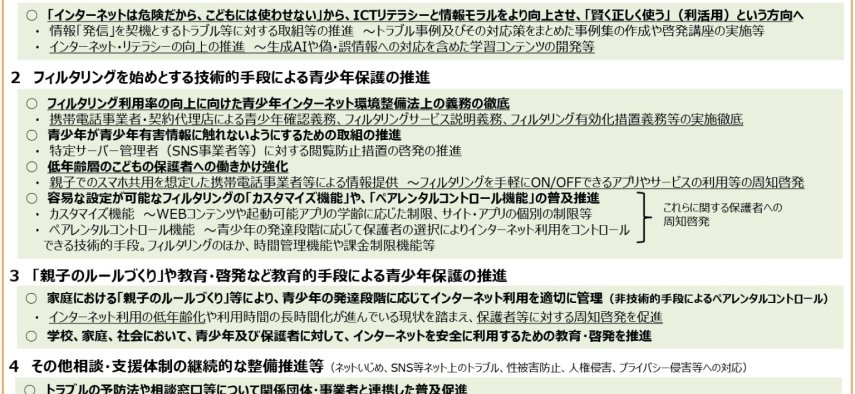 ○ 「インターネットは危険だから、こどもには使わせない」から、ICTリテラシーと情報モラルをより向上させ、「賢く正しく使う」（利活用）という方向へ
・ 情報「発信」を契機とするトラブル等に対する取組等の推進 ～トラブル事例及びその対応策をまとめた事例集の作成や啓発講座の実施等
・ インターネット・リテラシーの向上の推進 ～生成AIや偽・誤情報への対応を含めた学習コンテンツの開発等
2 フィルタリングを始めとする技術的手段による青少年保護の推進
○ フィルタリング利用率の向上に向けた青少年インターネット環境整備法上の義務の徹底
・ 携帯電話事業者・契約代理店による青少年確認義務、フィルタリングサービス説明義務、フィルタリング有効化措置義務等の実施徹底
○ 青少年が青少年有害情報に触れないようにするための取組の推進
・ 特定サーバー管理者（SNS事業者等）に対する閲覧防止措置の啓発の推進
○ 低年齢層のこどもの保護者への働きかけ強化
・ 親子でのスマホ共用を想定した携帯電話事業者等による情報提供 ～フィルタリングを手軽にON/OFFできるアプリやサービスの利用等の周知啓発
○ 容易な設定が可能なフィルタリングの「カスタマイズ機能」や、「ペアレンタルコントロール機能」の普及推進
・ カスタマイズ機能 ～WEBコンテンツや起動可能アプリの学齢に応じた制限、サイト・アプリの個別の制限等
・ ペアレンタルコントロール機能 ～青少年の発達段階に応じて保護者の選択によりインターネット利用をコントロール
できる技術的手段。フィルタリングのほか、時間管理機能や課金制限機能等
これらに関する保護者への
周知啓発
3 「親子のルールづくり」や教育・啓発など教育的手段による青少年保護の推進
○ 家庭における「親子のルールづくり」等により、青少年の発達段階に応じてインターネット利用を適切に管理（非技術的手段によるペアレンタルコントロール）
・ インターネット利用の低年齢化や利用時間の長時間化が進んでいる現状を踏まえ、保護者等に対する周知啓発を促進
○ 学校、家庭、社会において、青少年及び保護者に対して、インターネットを安全に利用するための教育・啓発を推進
4 その他相談・支援体制の継続的な整備推進等（ネットいじめ、SNS等ネット上のトラブル、性被害防止、人権侵害、プライバシー侵害等への対応）
○ トラブルの予防法や相談窓口等について関係団体・事業者と連携した普及促進